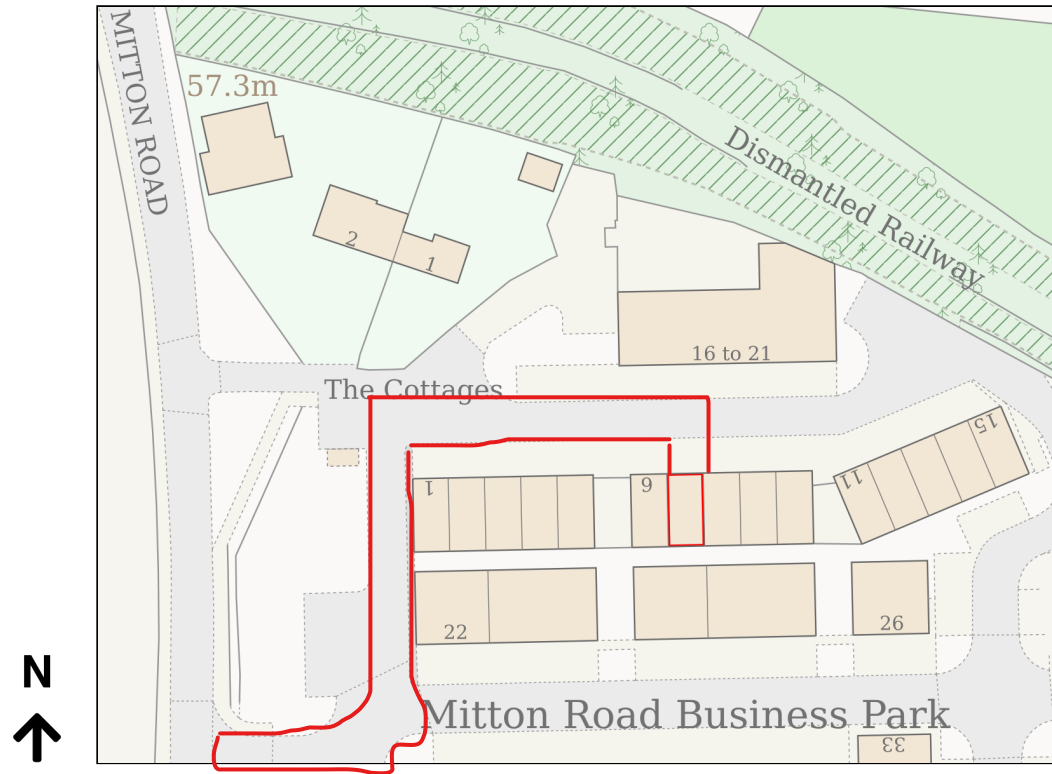 MITTON ROAD
57.3m
Dismantled Railway
2
1
16 to 21
The Cottages
15
11
1
6
22
26
Mitton Road Business Park
33
N